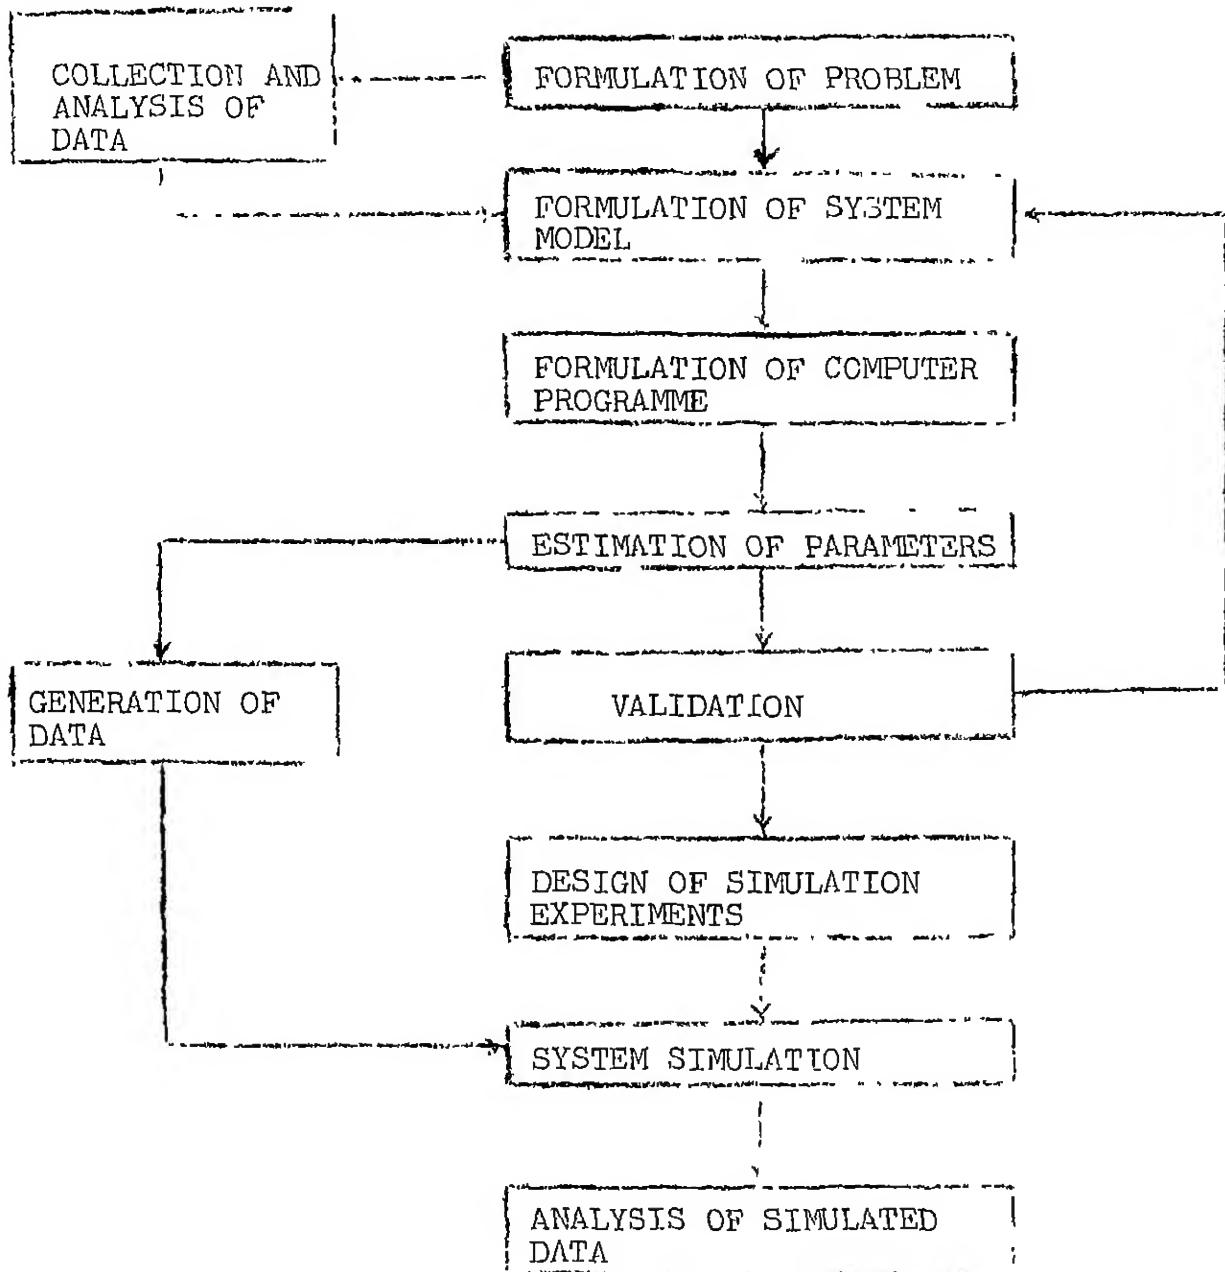 COLLECTION AND
ANALYSIS OF
DATA
FORMULATION OF PROBLEM
FORMULATION OF SYSTEM
MODEL
FORMULATION OF COMPUTER
PROGRAMME
ESTIMATION OF PARAMETERS
GENERATION OF
DATA
VALIDATION
DESIGN OF SIMULATION
EXPERIMENTS
SYSTEM SIMULATION
ANALYSIS OF SIMULATED
DATA